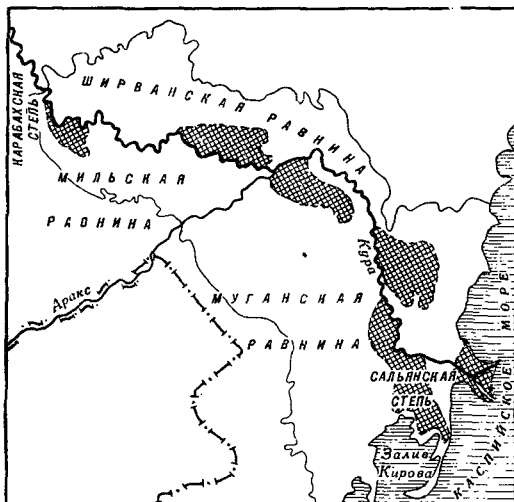 ШИРВАНСКАЯ РАВНИНА
КАРАБАХСКАЯ
СТЕПЬ
МИЛЬСКАЯ
РАВНИНА
Аракс
Кура
МУГАНСКАЯ
РАВНИНА
САЛЬЯНСКАЯ
СТЕПЬ
Залив
Кирова
КАСПИЙСКОЕ МОРЕ